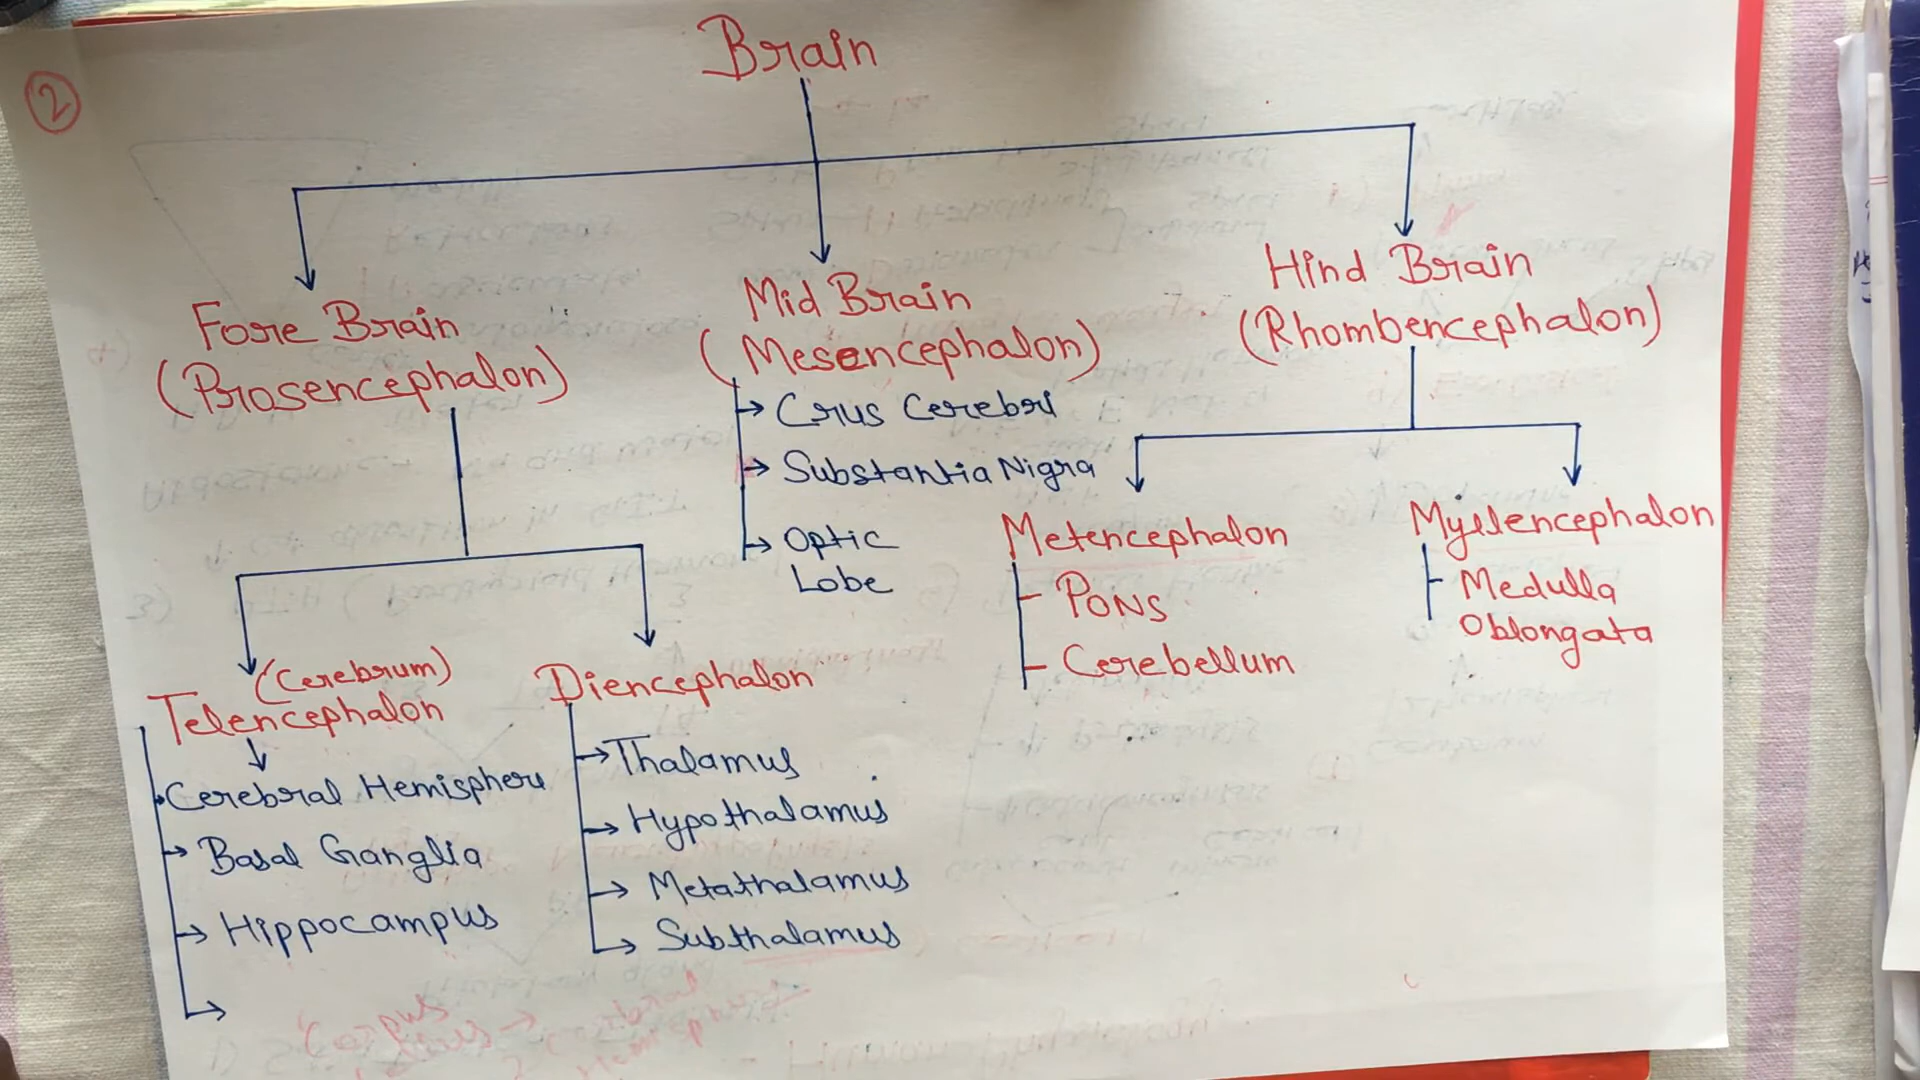 2
Brain
Fore Brain
(Prosencephalon)
Mid Brain
(Mesencephalon)
Crus Cerebri
Substantia Nigra
Optic
Lobe
Hind Brain
(Rhombencephalon)
Metencephalon
PONS
Cerebellum
Myelencephalon
Medulla
Oblongata
(Cerebrum)
Telencephalon
Cerebral Hemisphere
Basal Ganglia
Hippocampus
Diencephalon
Thalamus
Hypothalamus
Metathalamus
Subthalamus
Corpus